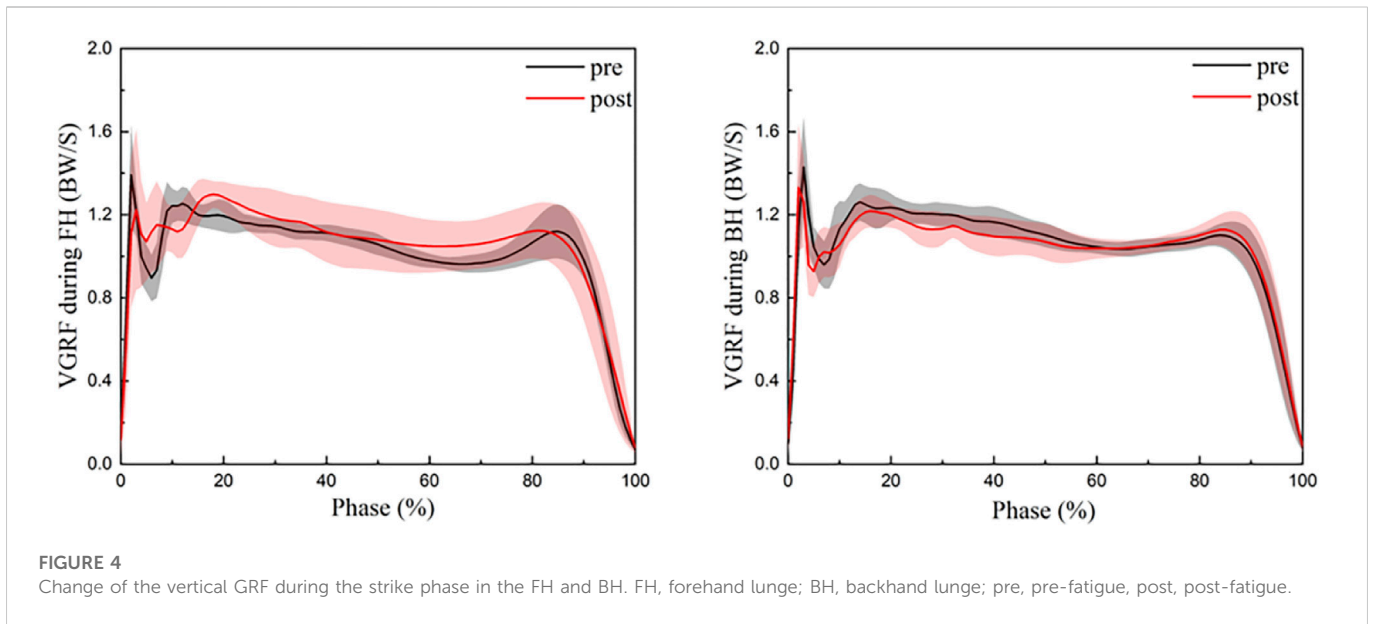 2.0
1.6
1.2
0.8
0.4
0.0
VGRF during FH (BW/S)
pre
post
0
20
40
60
80
100
Phase (%)
2.0
1.6
1.2
0.8
0.4
0.0
VGRF during BH (BW/S)
pre
post
0
20
40
60
80
100
Phase (%)
FIGURE 4
Change of the vertical GRF during the strike phase in the FH and BH. FH, forehand lunge; BH, backhand lunge; pre, pre-fatigue, post, post-fatigue.